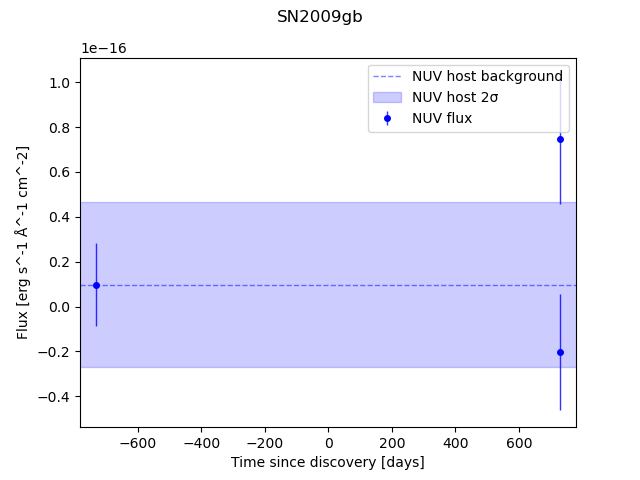 SN2009gb
1e−16
NUV host background
NUV host 2σ
NUV flux
1.0
0.8
0.6
0.4
0.2
0.0
−0.2
−0.4
Flux [erg s^-1 Å^-1 cm^-2]
−600 −400 −200 0 200 400 600
Time since discovery [days]